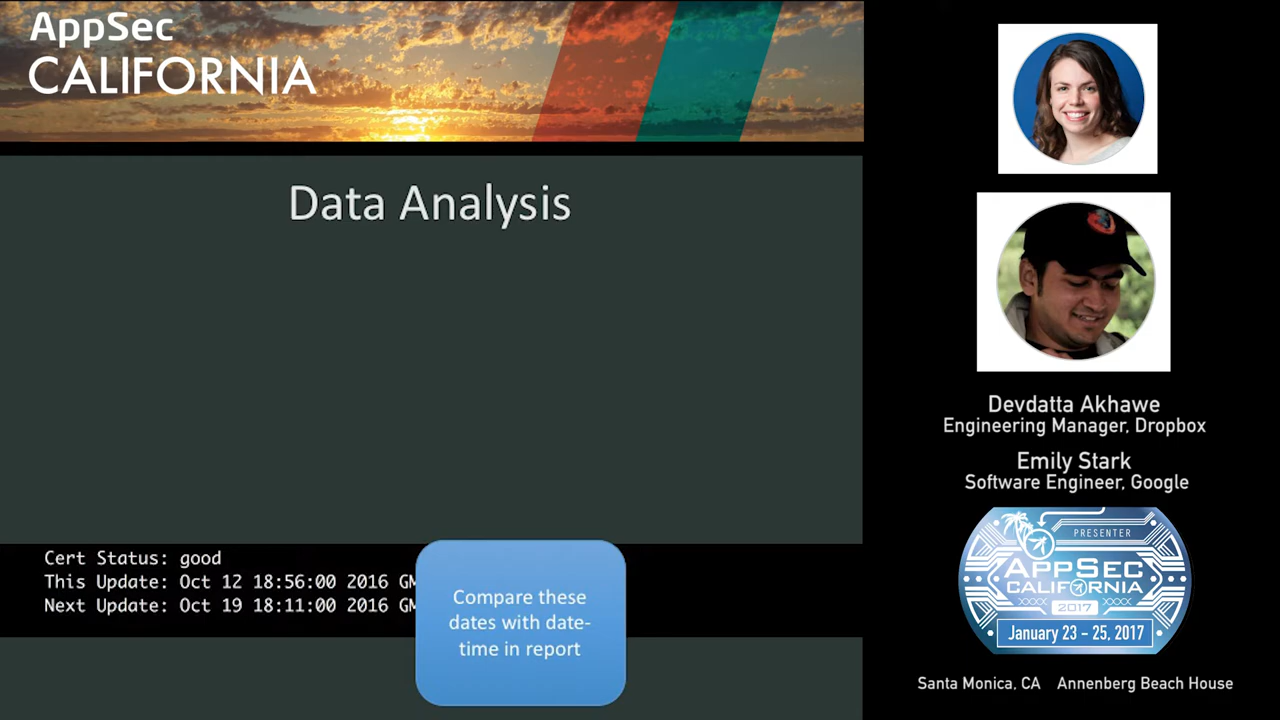 AppSec
CALIFORNIA
Data Analysis
Cert Status: good
This Update: Oct 12 18:56:00 2016 GM
Next Update: Oct 19 18:11:00 2016 GM
Compare these
dates with date-
time in report
Devdatta Akhawe
Engineering Manager, Dropbox
Emily Stark
Software Engineer, Google
PRESENTER
APPSEC
CALIFORNIA
2017
January 23 - 25, 2017
Santa Monica, CA Annenberg Beach House